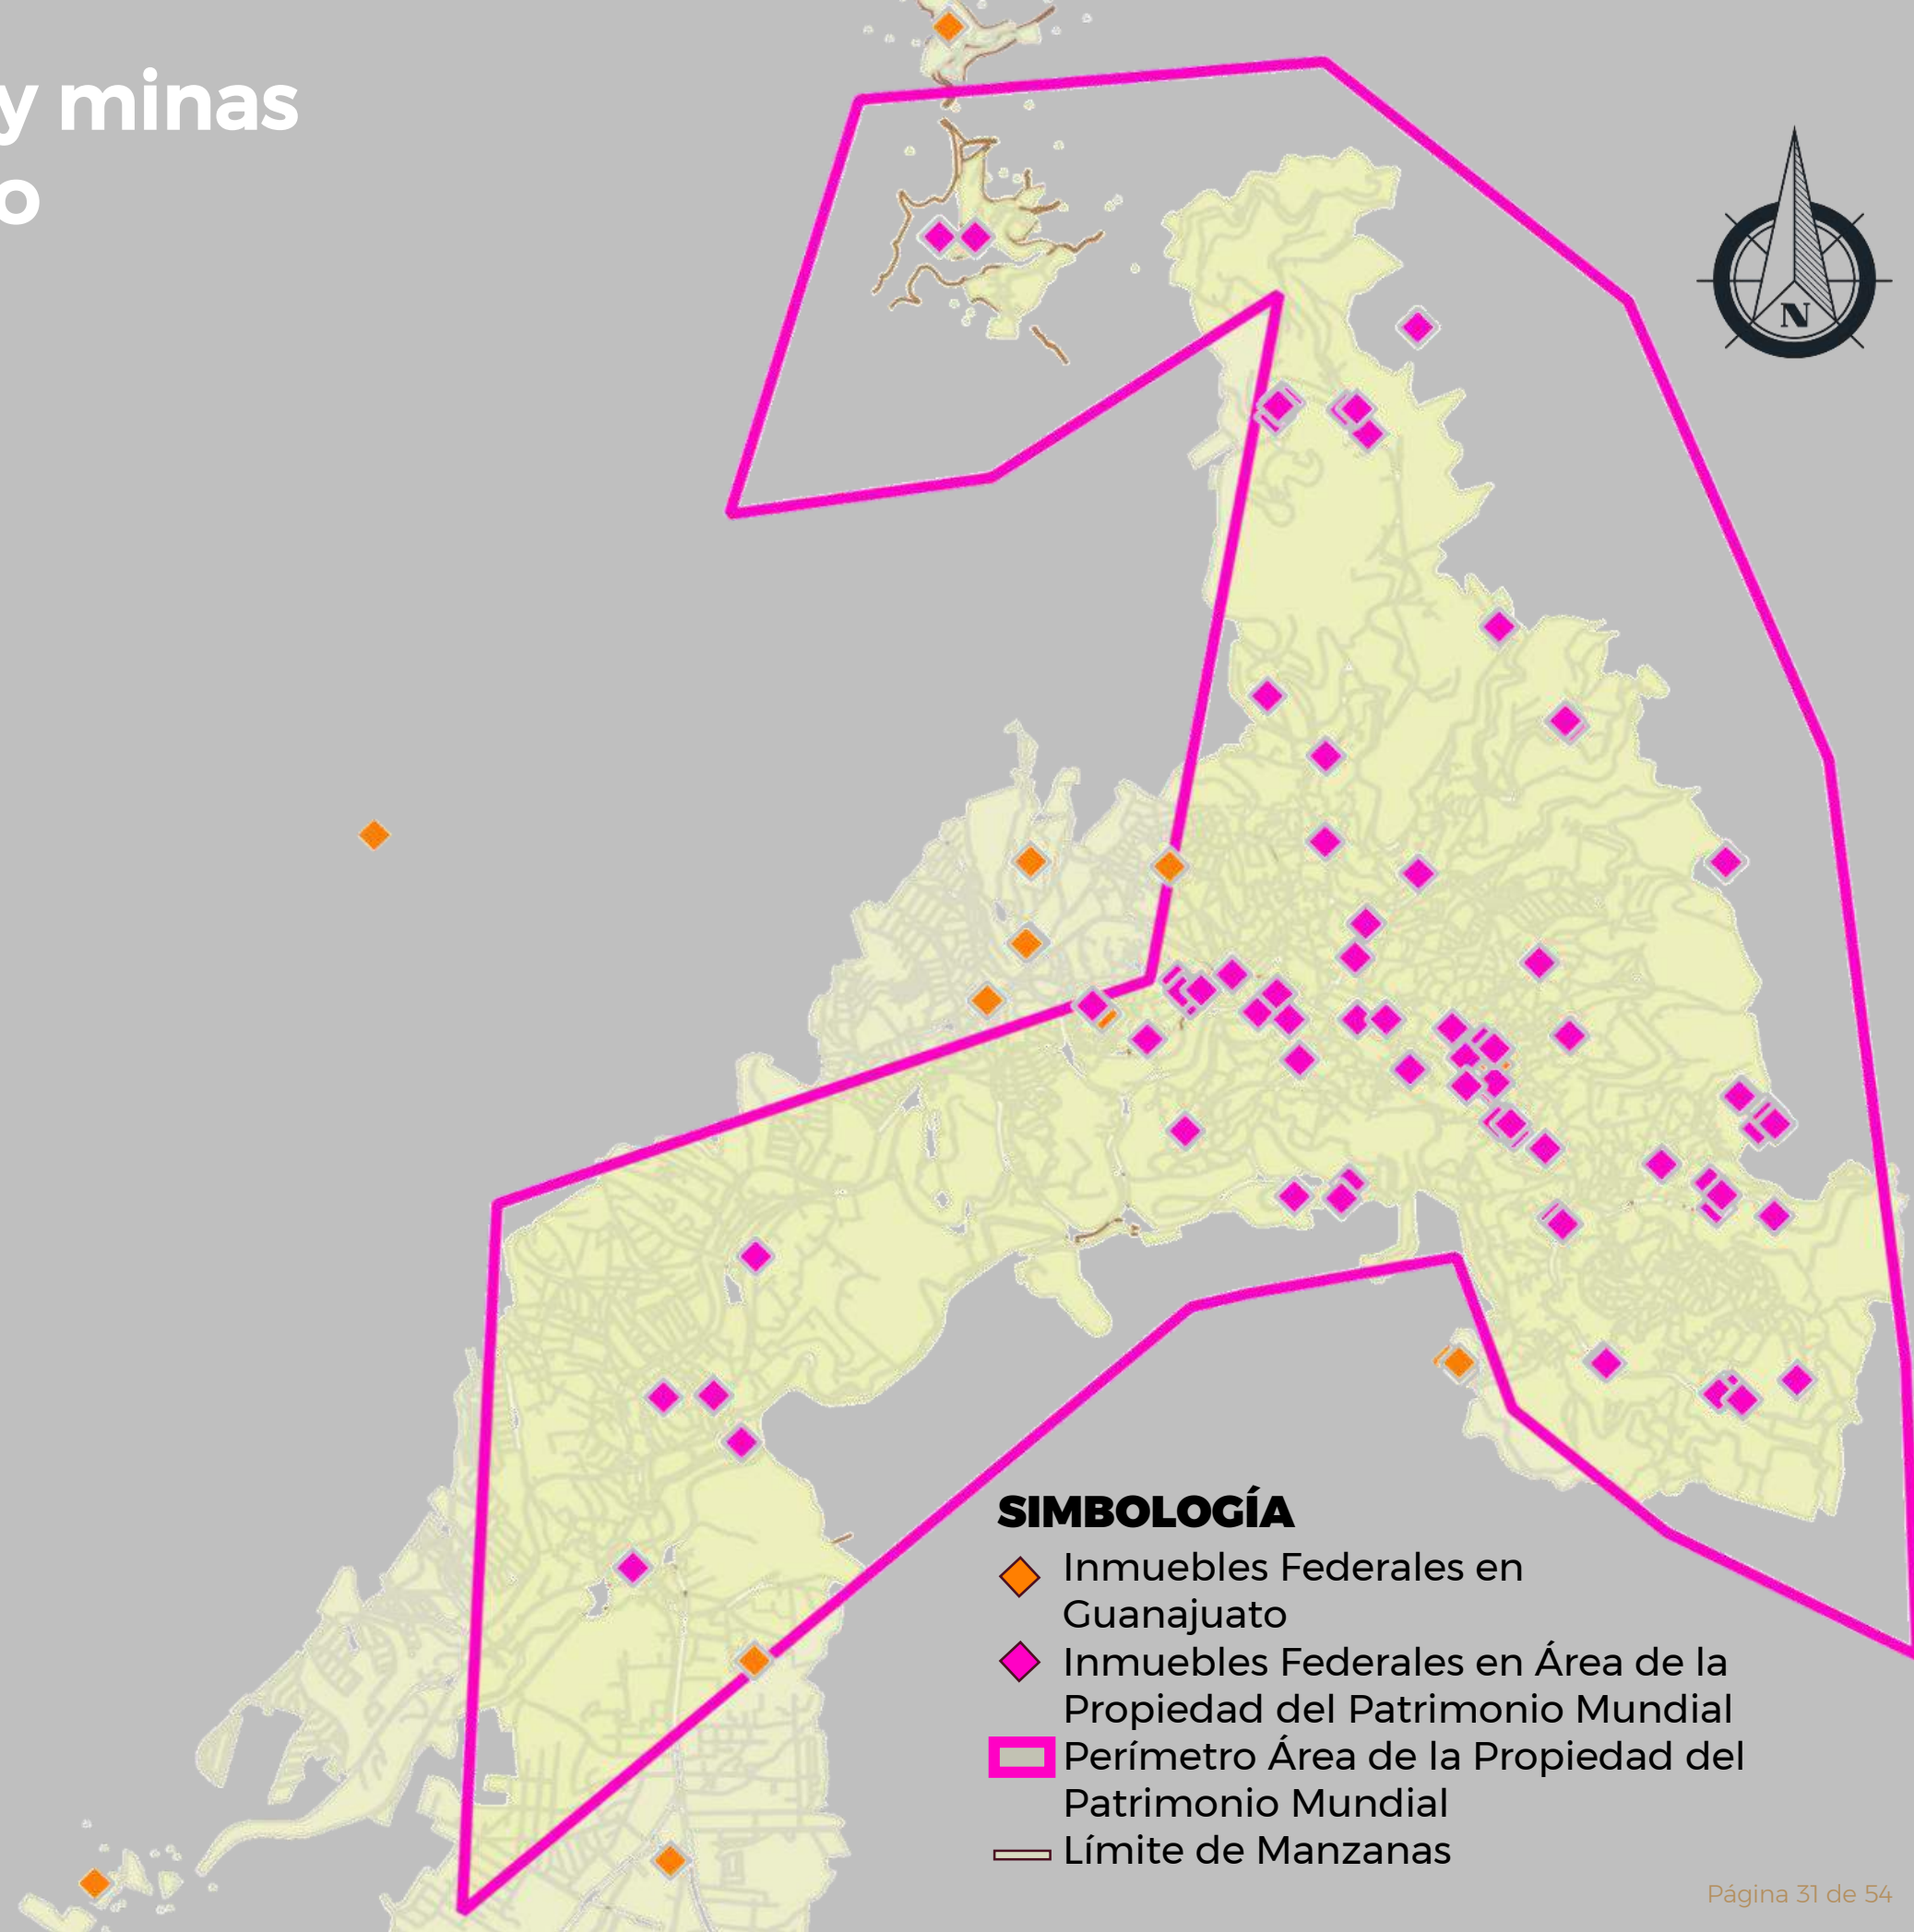 y minas
o
N
SIMBOLOGÍA
Inmuebles Federales en
Guanajuato
Inmuebles Federales en Área de la
Propiedad del Patrimonio Mundial
Perímetro Área de la Propiedad del
Patrimonio Mundial
Límite de Manzanas
Página 31 de 54